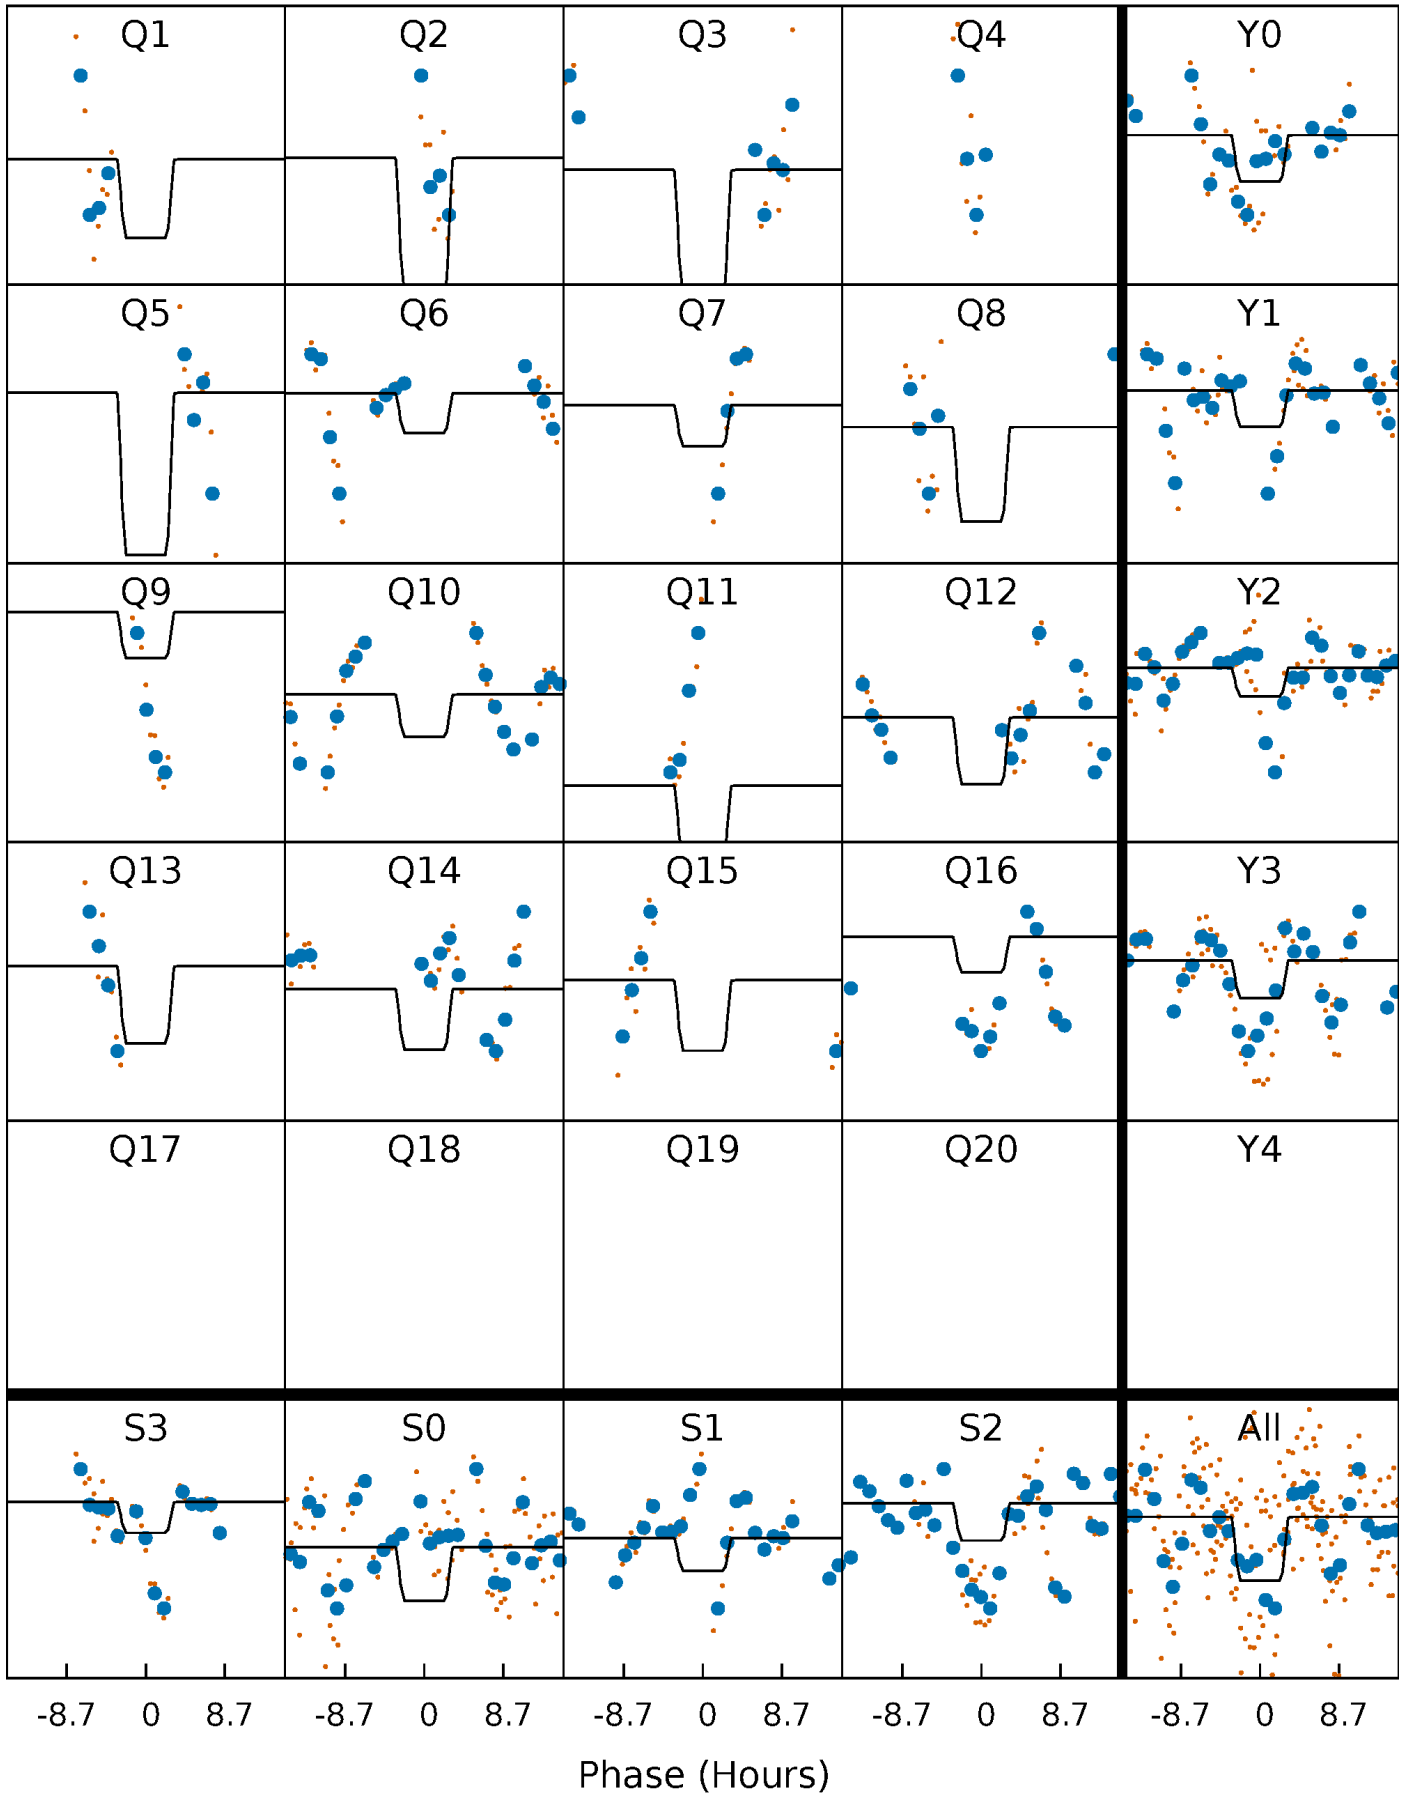 Q1 Q2 Q3 Q4 Y0
Q5 Q6 Q7 Q8 Y1
Q9 Q10 Q11 Q12 Y2
Q13 Q14 Q15 Q16 Y3
Q17 Q18 Q19 Q20 Y4
S3 S0 S1 S2 All
-8.7 0 8.7 -8.7 0 8.7 -8.7 0 8.7 -8.7 0 8.7 -8.7 0 8.7
Phase (Hours)